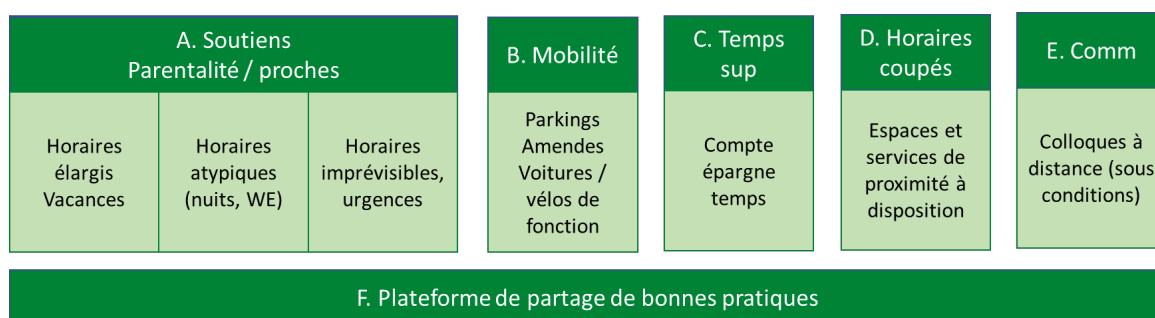 A. Soutiens
Parentalité / proches
Horaires
élargis
Vacances
Horaires
atypiques
(nuits, WE)
Horaires
imprévisibles,
urgences
B. Mobilité
Parkings
Amendes
Voitures /
vélos de
fonction
C. Temps
sup
Compte
épargne
temps
D. Horaires
coupés
Espaces et
services de
proximité à
disposition
E. Comm
Colloques à
distance (sous
conditions)
F. Plateforme de partage de bonnes pratiques